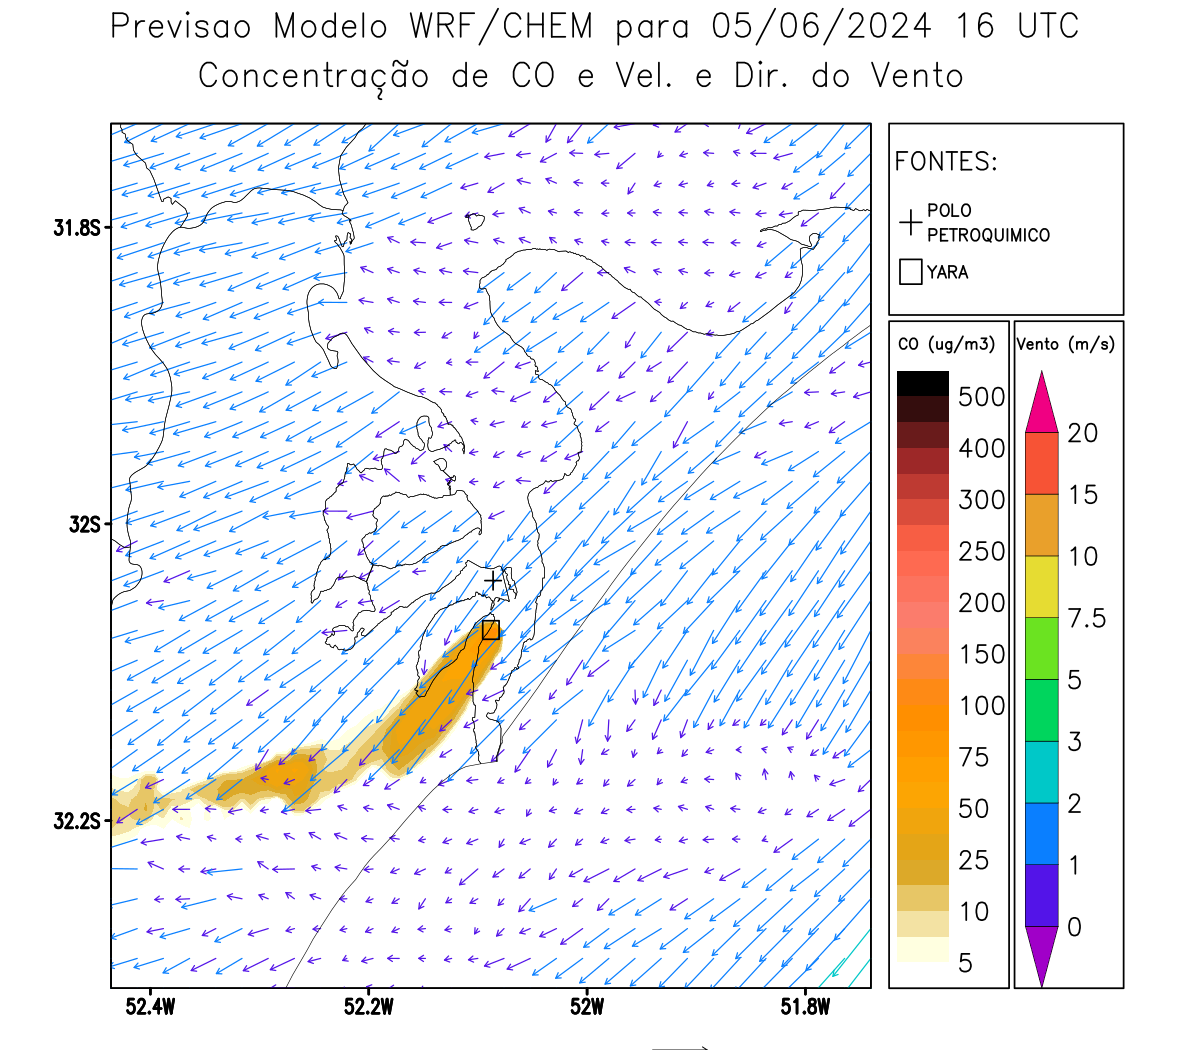 Previsao Modelo WRF/CHEM para 05/06/2024 16 UTC
Concentração de CO e Vel. e Dir. do Vento
FONTES:
POLO
PETROQUIMICO
YARA
CO (ug/m3)
500
400
300
250
200
150
100
75
50
25
10
5
Vento (m/s)
20
15
10
7.5
5
3
2
1
0
31.8S
32S
32.2S
52.4W
52.2W
52W
51.8W